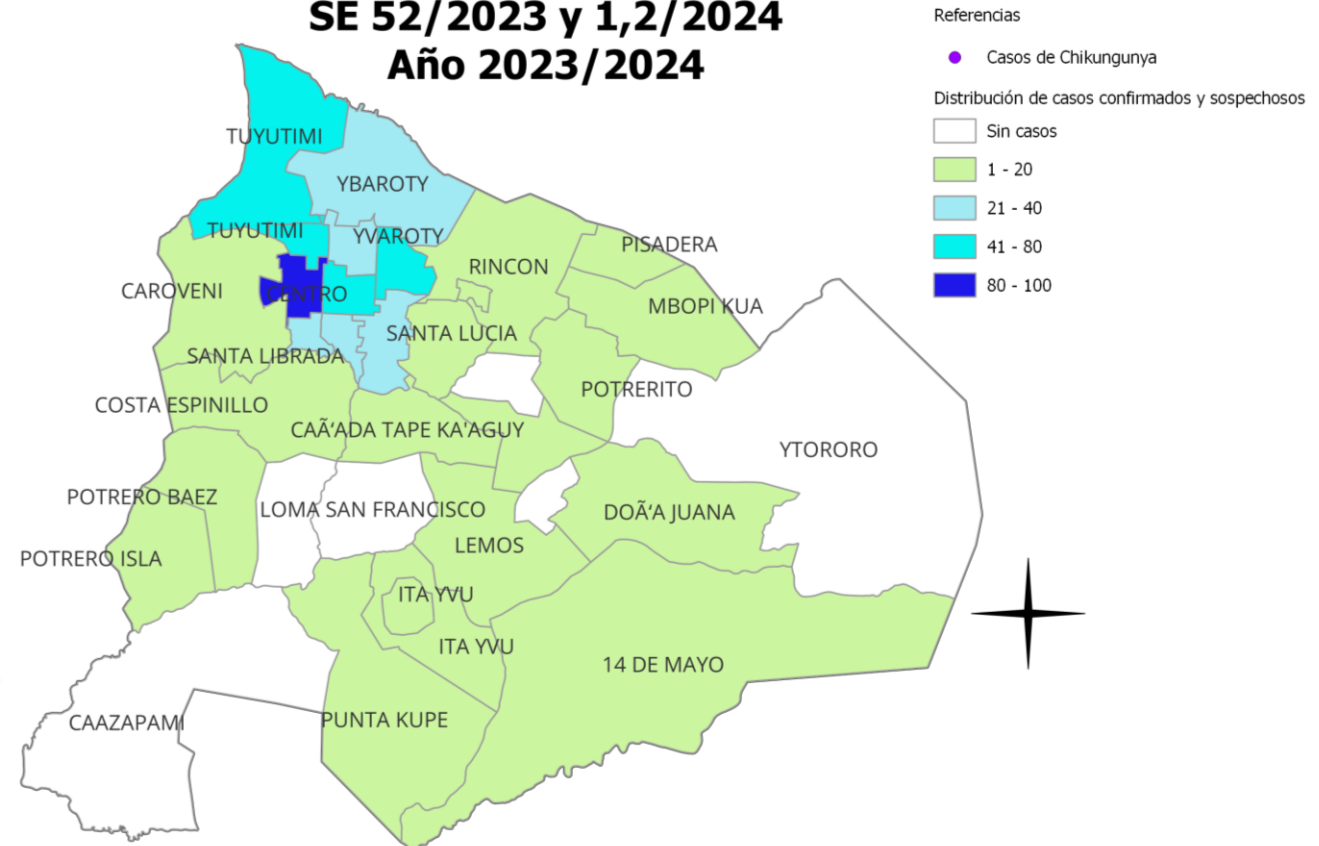 SE 52/2023 y 1,2/2024
Año 2023/2024
Referencias
Casos de Chikungunya
Distribución de casos confirmados y sospechosos
Sin casos
1 - 20
21 - 40
41 - 80
80 - 100
TUYUTIMI
YBAROTY
TUYUTIMI
YVAROTY
PISADERA
RINCON
CAROVENI
CENTRO
MBOPI KUA
SANTA LUCIA
SANTA LIBRADA
POTRERITO
COSTA ESPINILLO
CAÃ‘ADA TAPE KA'AGUY
YTORORO
POTRERO BAEZ
LOMA SAN FRANCISCO
DOÃ‘A JUANA
LEMOS
POTRERO ISLA
ITA YVU
ITA YVU
14 DE MAYO
CAAZAPAMI
PUNTA KUPE